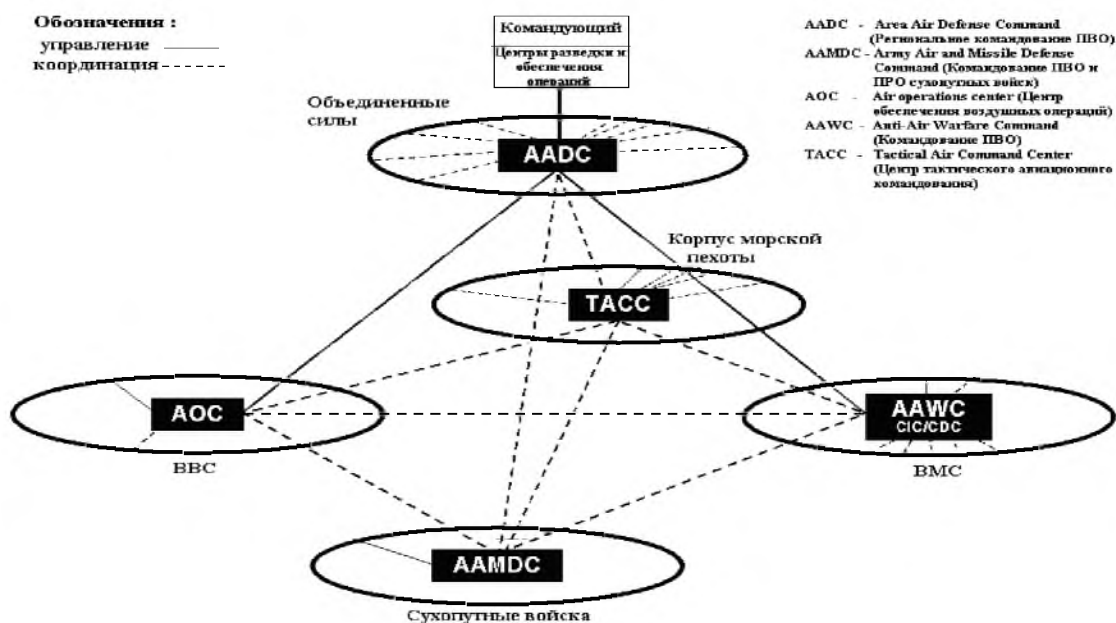 Обозначения :
управление
координация
Командующий
Центры разведки и
обеспечения
операций
AADC - Area Air Defense Command
(Региональное командование ПВО)
AAMDC - Army Air and Missile Defense
Command (Командование ПВО и
ПРО сухопутных войск)
AOC - Air operations center (Центр
обеспечения воздушных операций)
AAWC - Anti-Air Warfare Command
(Командование ПВО)
TACC - Tactical Air Command Center
(Центр тактического авиационного
командования)
Объединенные
силы
AADC
Корпус морской
пехоты
TACC
AOC
ВВС
AAWC
CIC/CDC
ВМС
AAMDC
Сухопутные войска